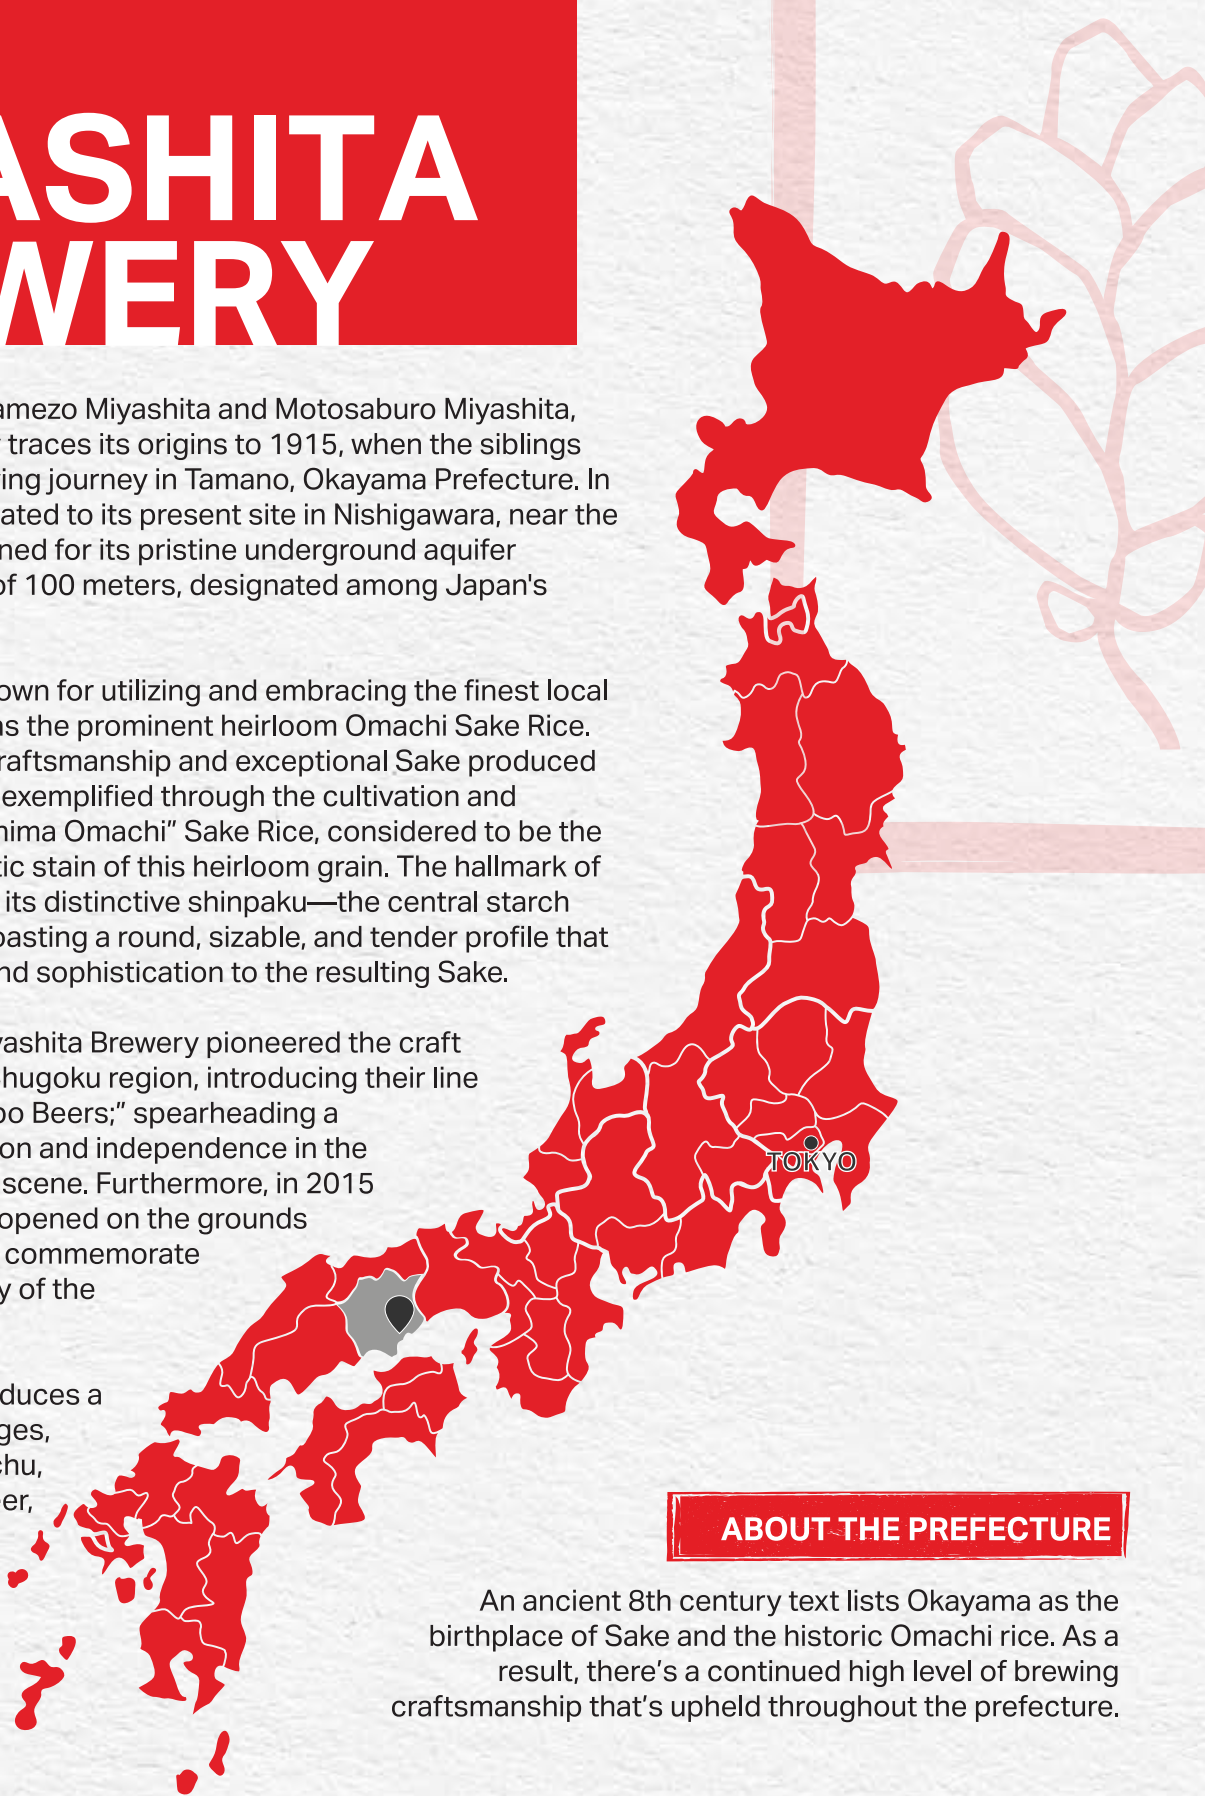 ASHITA
WERY
amezo Miyashita and Motosaburo Miyashita,
traces its origins to 1915, when the siblings
ing journey in Tamano, Okayama Prefecture. In
ated to its present site in Nishigawara, near the
ned for its pristine underground aquifer
of 100 meters, designated among Japan's
own for utilizing and embracing the finest local
as the prominent heirloom Omachi Sake Rice.
raftsmanship and exceptional Sake produced
exemplified through the cultivation and
hima Omachi” Sake Rice, considered to be the
tic stain of this heirloom grain. The hallmark of
its distinctive shinpaku—the central starch
oasting a round, sizable, and tender profile that
nd sophistication to the resulting Sake.
yashita Brewery pioneered the craft
hugoku region, introducing their line
po Beers;” spearheading a
on and independence in the
scene. Furthermore, in 2015
opened on the grounds
commemorate
y of the
duces a
ges,
chu,
er,
TOKYO
ABOUT THE PREFECTURE
An ancient 8th century text lists Okayama as the
birthplace of Sake and the historic Omachi rice. As a
result, there’s a continued high level of brewing
craftsmanship that’s upheld throughout the prefecture.